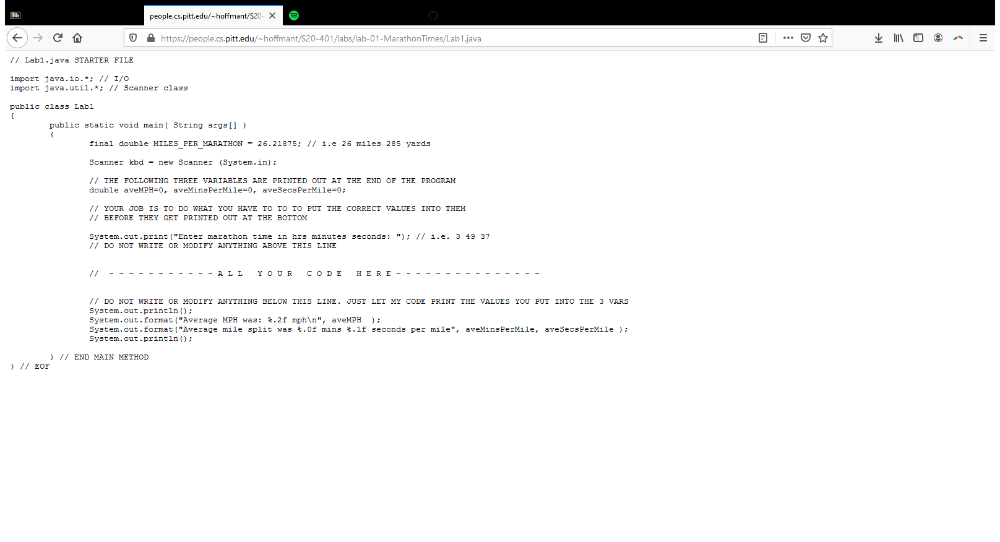 Bb
people.cs.pitt.edu/~hoffmant/S20-
https://people.cs.pitt.edu/~hoffmant/S20-401/labs/lab-01-MarathonTimes/Lab1.java
// Lab1.java STARTER FILE
import java.io.*; // I/O
import java.util.*; // Scanner class
public class Lab1
{
public static void main( String args[] )
{
final double MILES_PER_MARATHON = 26.21875; // i.e 26 miles 285 yards
Scanner kbd = new Scanner (System.in);
// THE FOLLOWING THREE VARIABLES ARE PRINTED OUT AT THE END OF THE PROGRAM
double aveMPH=0, aveMinsPerMile=0, aveSecsPerMile=0;
// YOUR JOB IS TO DO WHAT YOU HAVE TO TO TO PUT THE CORRECT VALUES INTO THEM
// BEFORE THEY GET PRINTED OUT AT THE BOTTOM
System.out.print("Enter marathon time in hrs minutes seconds: "); // i.e. 3 49 37
// DO NOT WRITE OR MODIFY ANYTHING ABOVE THIS LINE
// - - - - - - - - - - - A L L   Y O U R   C O D E   H E R E - - - - - - - - - - - - - - -
// DO NOT WRITE OR MODIFY ANYTHING BELOW THIS LINE. JUST LET MY CODE PRINT THE VALUES YOU PUT INTO THE 3 VARS
System.out.println();
System.out.format("Average MPH was: %.2f mph\n", aveMPH  );
System.out.format("Average mile split was %.0f mins %.1f seconds per mile", aveMinsPerMile, aveSecsPerMile );
System.out.println();
} // END MAIN METHOD
} // EOF